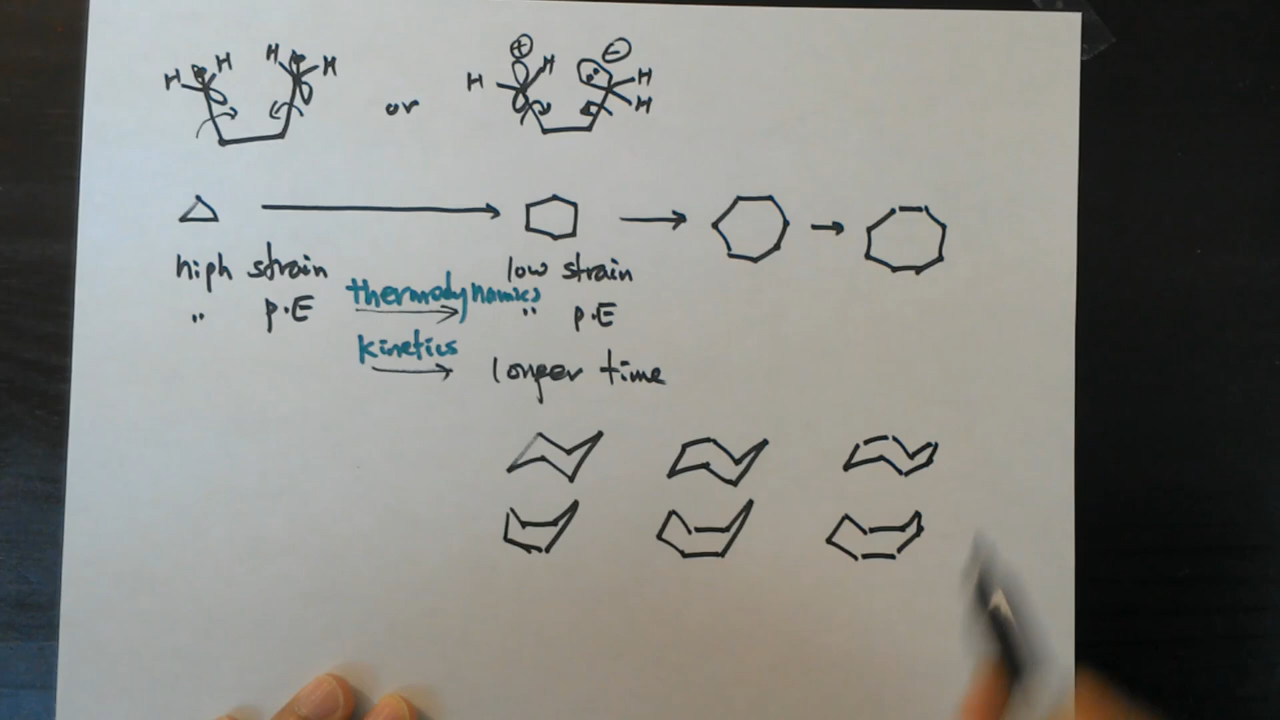 H H H H or H ⊕ H ⊖ H H
high strain low strain
" p.E thermodynamics " p.E
kinetics longer time